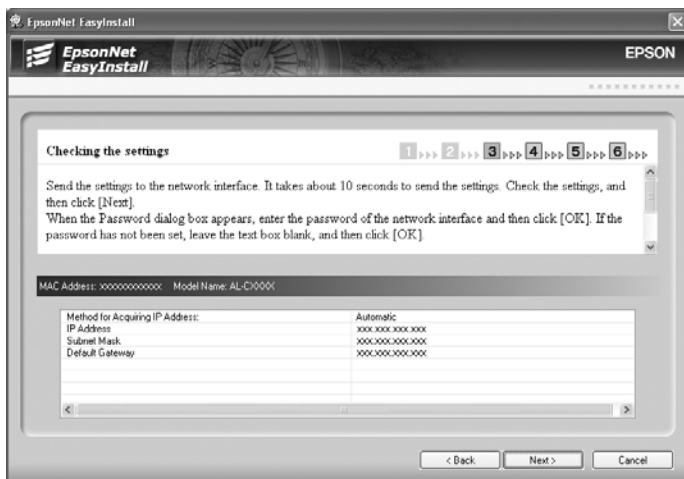 EpsonNet EasyInstall
EpsonNet
EasyInstall
EPSON
Checking the settings
1 2 3 4 5 6
Send the settings to the network interface. It takes about 10 seconds to send the settings. Check the settings, and
then click [Next].
When the Password dialog box appears, enter the password of the network interface and then click [OK]. If the
password has not been set, leave the text box blank, and then click [OK].
MAC Address: xxxxxxxxxxxx Model Name: AL-CXXXX
Method for Acquiring IP Address: Automatic
IP Address xxx.xxx.xxx.xxx
Subnet Mask xxx.xxx.xxx.xxx
Default Gateway xxx.xxx.xxx.xxx
< Back Next > Cancel